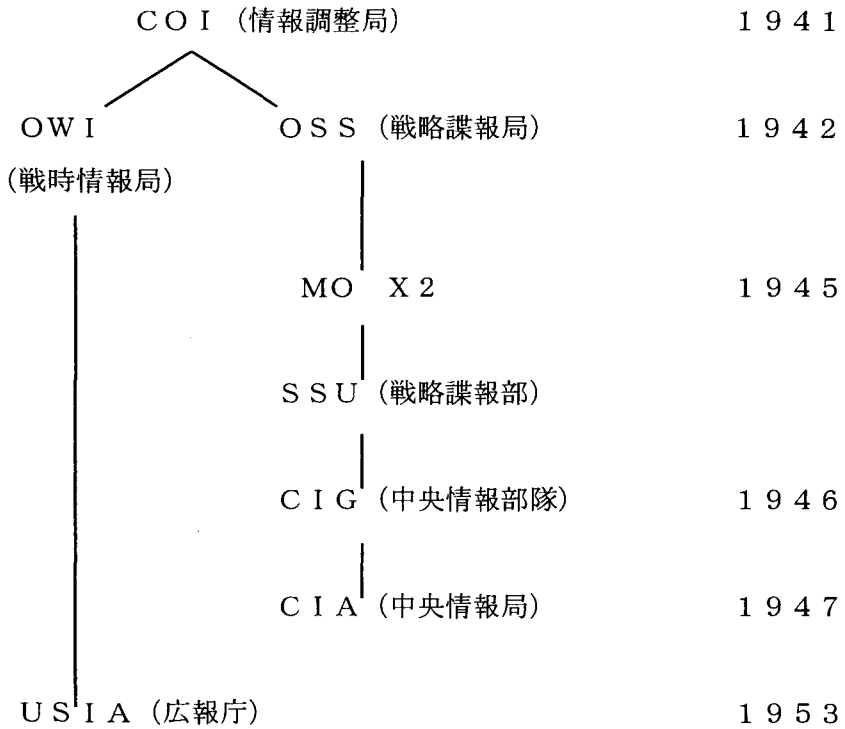 COI (情報調整局) 1941
OWI OSS (戦略諜報局) 1942
(戦時情報局)
MO X2 1945
SSU (戦略諜報部)
CIG (中央情報部隊) 1946
CIA (中央情報局) 1947
USIA (広報庁) 1953